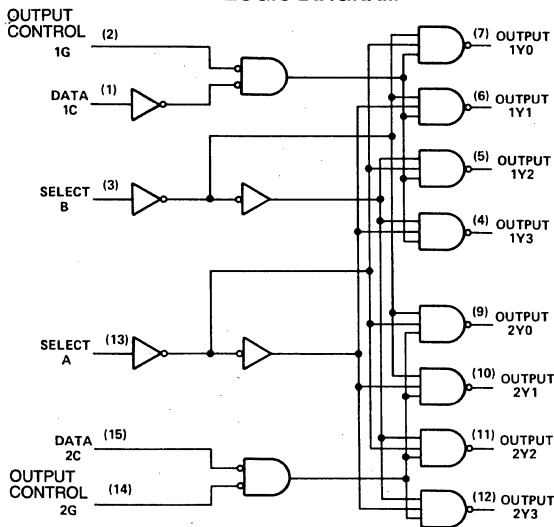 OUTPUT
CONTROL
1G
(2)
DATA
1C
(1)
SELECT
B
(3)
SELECT
A
(13)
DATA
2C
(15)
OUTPUT
CONTROL
2G
(14)
(7) OUTPUT
1Y0
(6) OUTPUT
1Y1
(5) OUTPUT
1Y2
(4) OUTPUT
1Y3
(9) OUTPUT
2Y0
(10) OUTPUT
2Y1
(11) OUTPUT
2Y2
(12) OUTPUT
2Y3